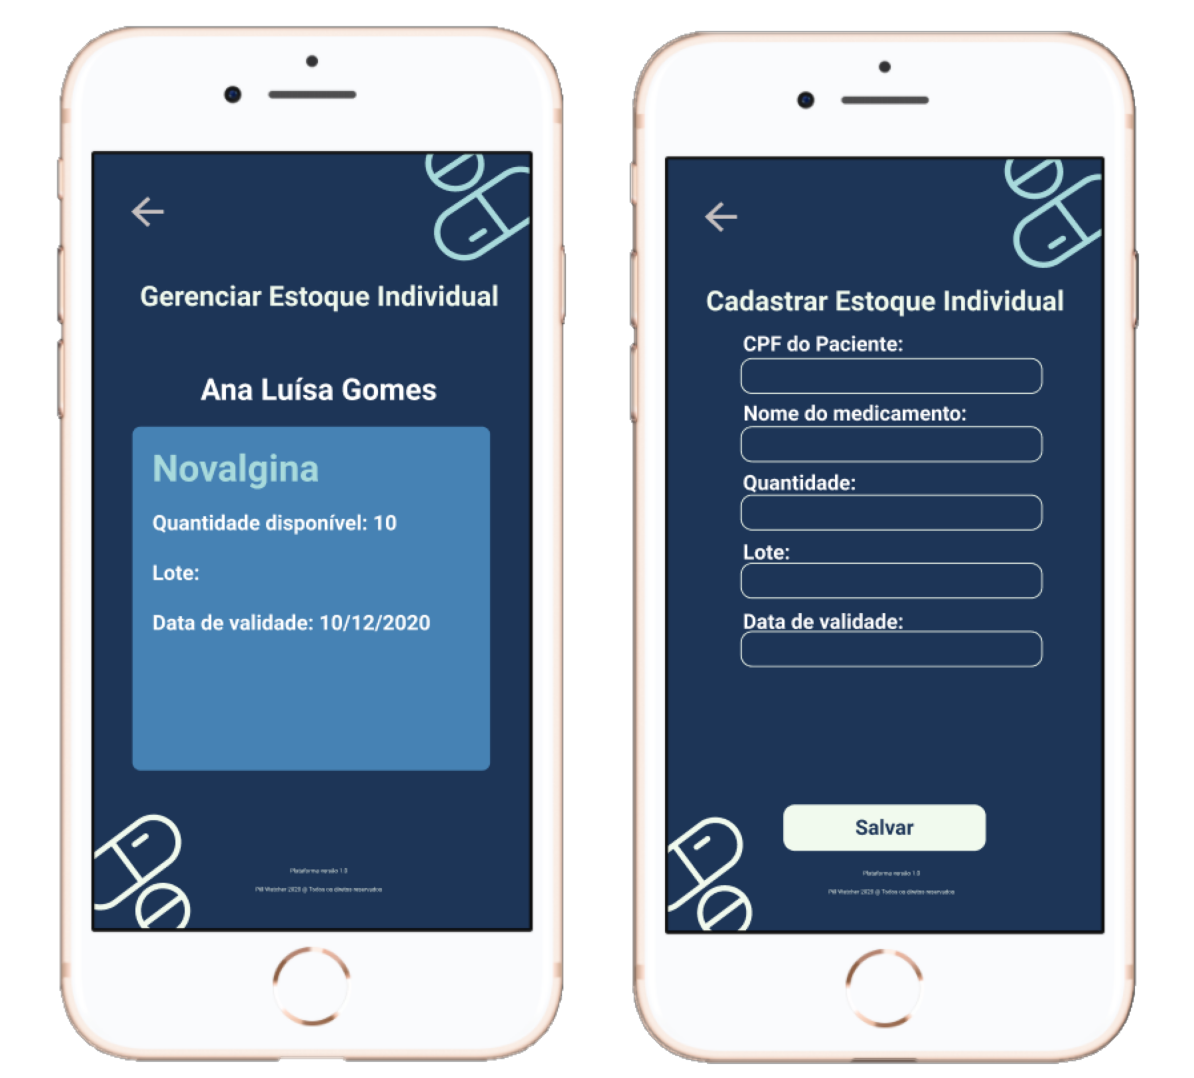 Gerenciar Estoque Individual
Ana Luísa Gomes
Novalgina
Quantidade disponível: 10
Lote:
Data de validade: 10/12/2020
Plataforma versão 1.0
Pill Watcher 2020 @ Todos os direitos reservados
Cadastrar Estoque Individual
CPF do Paciente:
Nome do medicamento:
Quantidade:
Lote:
Data de validade:
Salvar
Plataforma versão 1.0
Pill Watcher 2020 @ Todos os direitos reservados